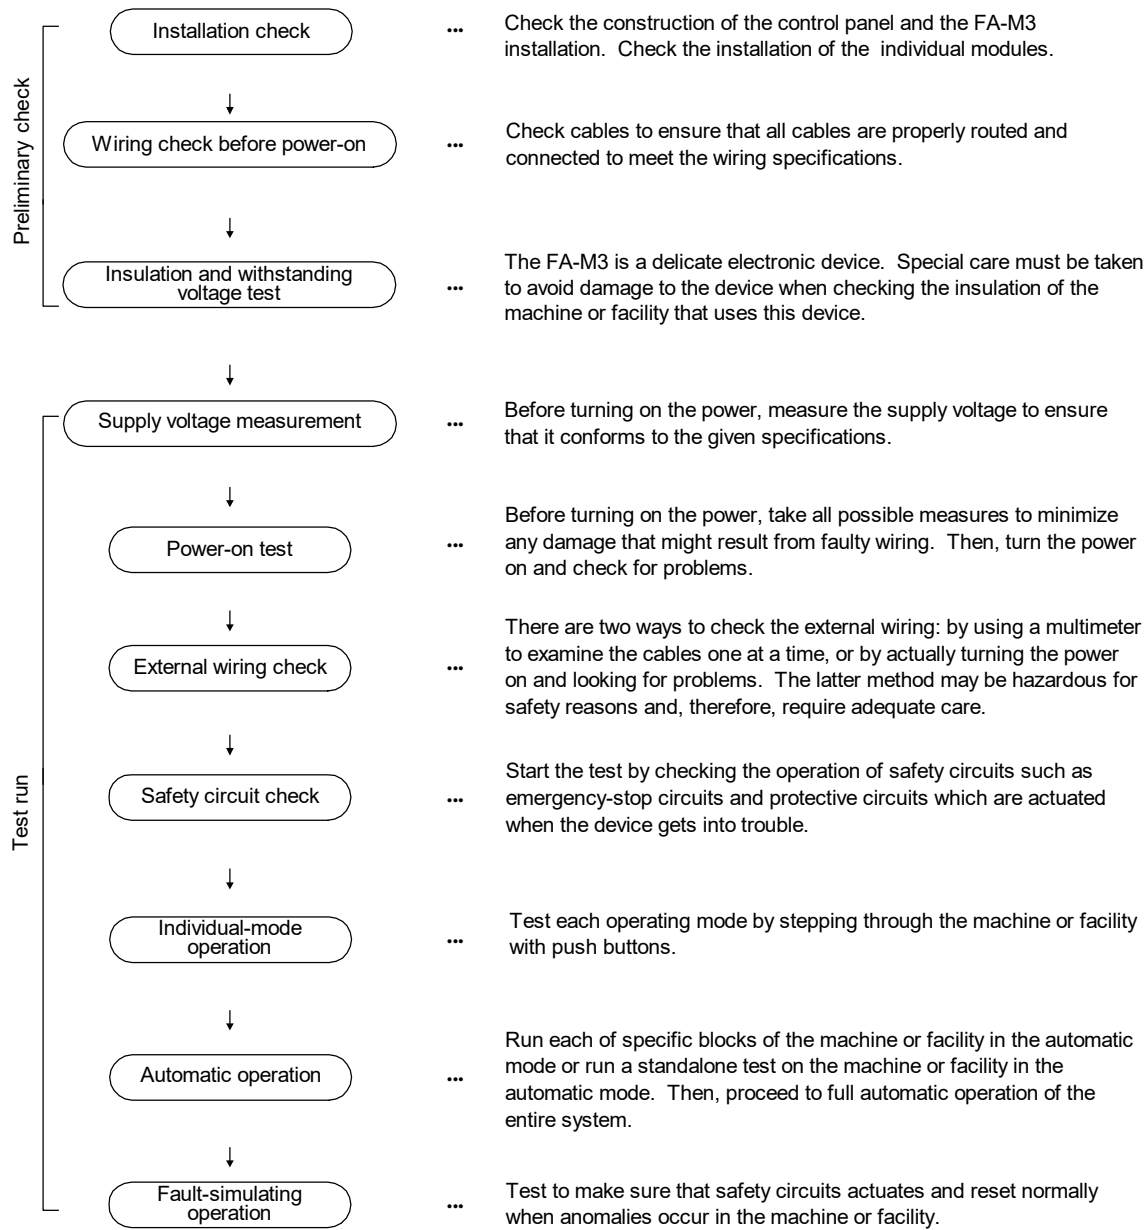 Preliminary check
Installation check
...
Check the construction of the control panel and the FA-M3
installation. Check the installation of the individual modules.
Wiring check before power-on
...
Check cables to ensure that all cables are properly routed and
connected to meet the wiring specifications.
Insulation and withstanding
voltage test
...
The FA-M3 is a delicate electronic device. Special care must be taken
to avoid damage to the device when checking the insulation of the
machine or facility that uses this device.
Test run
Supply voltage measurement
...
Before turning on the power, measure the supply voltage to ensure
that it conforms to the given specifications.
Power-on test
...
Before turning on the power, take all possible measures to minimize
any damage that might result from faulty wiring. Then, turn the power
on and check for problems.
External wiring check
...
There are two ways to check the external wiring: by using a multimeter
to examine the cables one at a time, or by actually turning the power
on and looking for problems. The latter method may be hazardous for
safety reasons and, therefore, require adequate care.
Safety circuit check
...
Start the test by checking the operation of safety circuits such as
emergency-stop circuits and protective circuits which are actuated
when the device gets into trouble.
Individual-mode
operation
...
Test each operating mode by stepping through the machine or facility
with push buttons.
Automatic operation
...
Run each of specific blocks of the machine or facility in the automatic
mode or run a standalone test on the machine or facility in the
automatic mode. Then, proceed to full automatic operation of the
entire system.
Fault-simulating
operation
...
Test to make sure that safety circuits actuates and reset normally
when anomalies occur in the machine or facility.